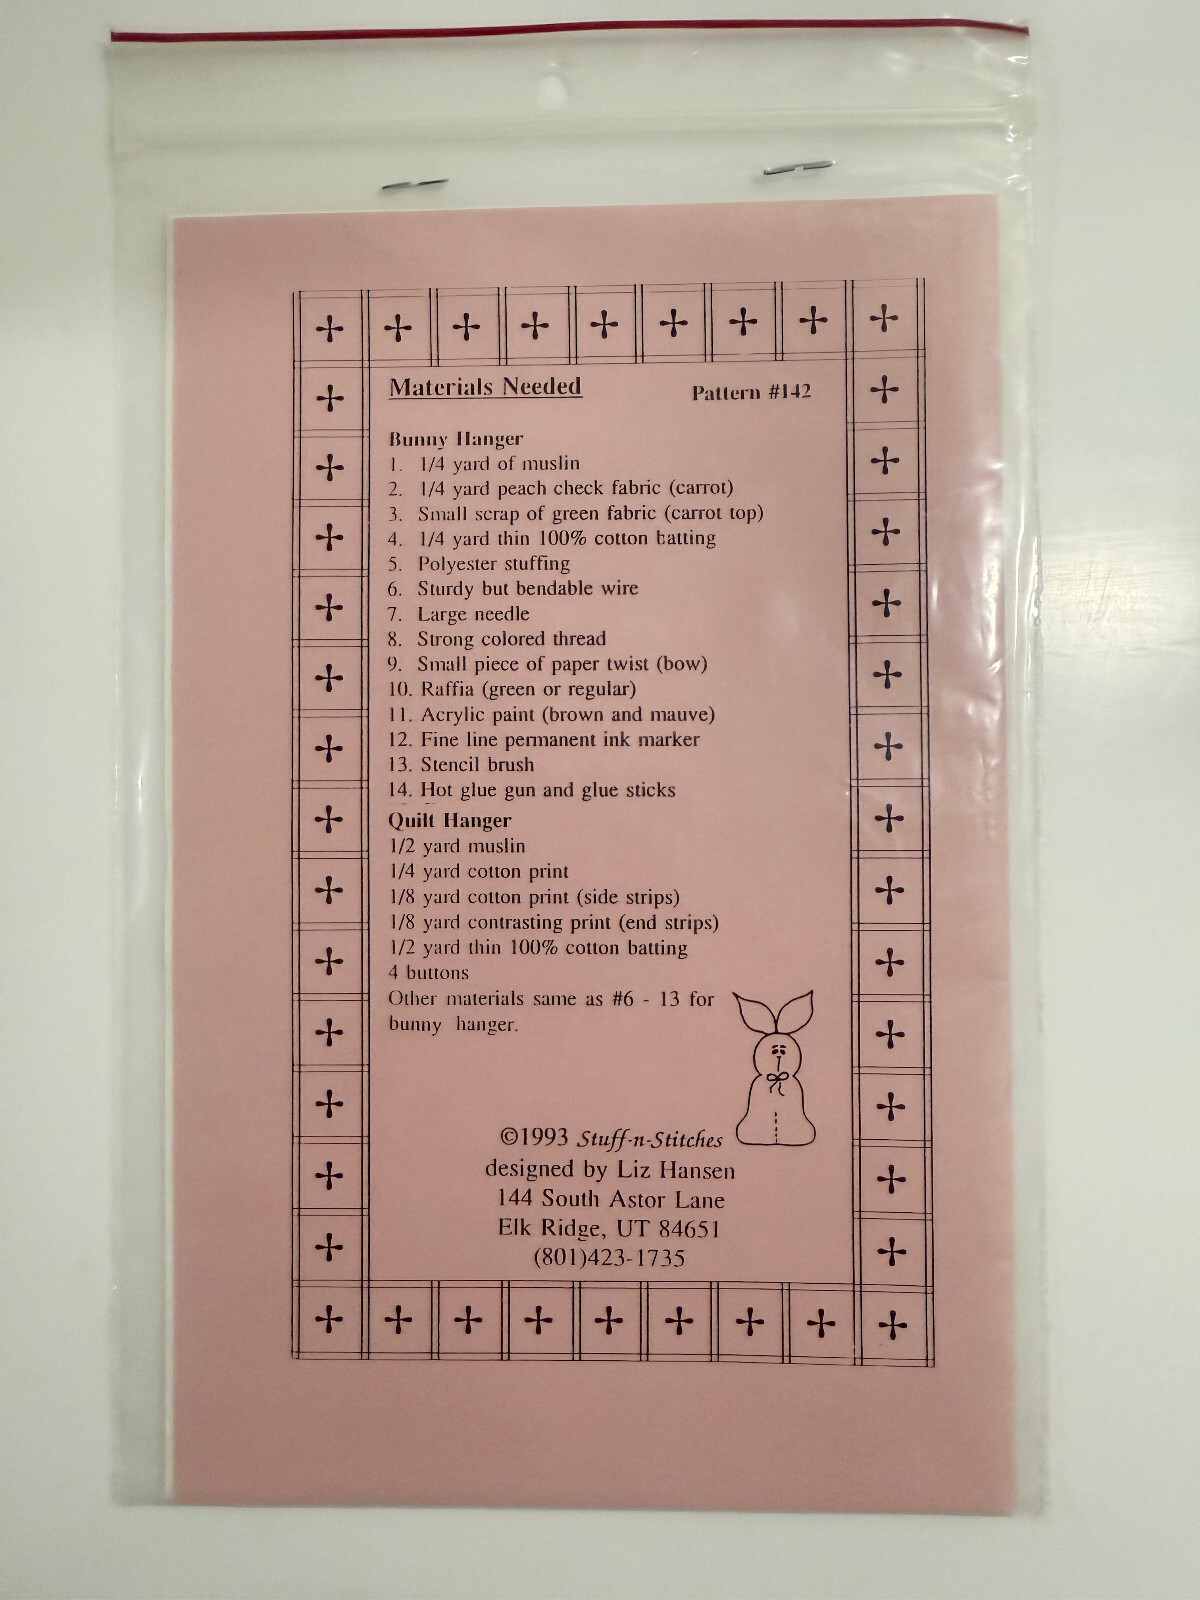 Materials Needed
Pattern #142
Bunny Hanger
1. 1/4 yard of muslin
2. 1/4 yard peach check fabric (carrot)
3. Small scrap of green fabric (carrot top)
4. 1/4 yard thin 100% cotton batting
5. Polyester stuffing
6. Sturdy but bendable wire
7. Large needle
8. Strong colored thread
9. Small piece of paper twist (bow)
10. Raffia (green or regular)
11. Acrylic paint (brown and mauve)
12. Fine line permanent ink marker
13. Stencil brush
14. Hot glue gun and glue sticks
Quilt Hanger
1/2 yard muslin
1/4 yard cotton print
1/8 yard cotton print (side strips)
1/8 yard contrasting print (end strips)
1/2 yard thin 100% cotton batting
4 buttons
Other materials same as #6 - 13 for
bunny hanger.
©1993 Stuff-n-Stitches
designed by Liz Hansen
144 South Astor Lane
Elk Ridge, UT 84651
(801)423-1735